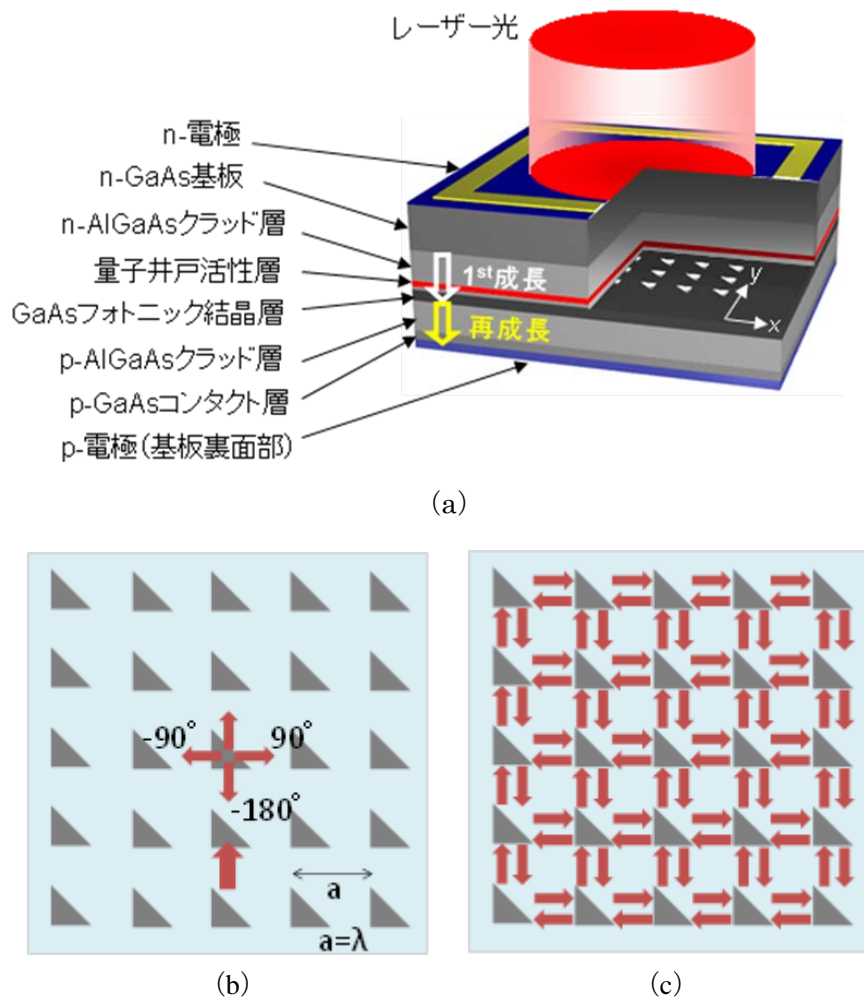 レーザー光
n-電極
n-GaAs基板
n-AlGaAsクラッド層
量子井戸活性層
GaAsフォトニック結晶層
p-AlGaAsクラッド層
p-GaAsコンタクト層
p-電極(基板裏面部)
1st成長
再成長
y
x
(a)
-90° 90°
-180°
a
a=λ
(b)
(c)